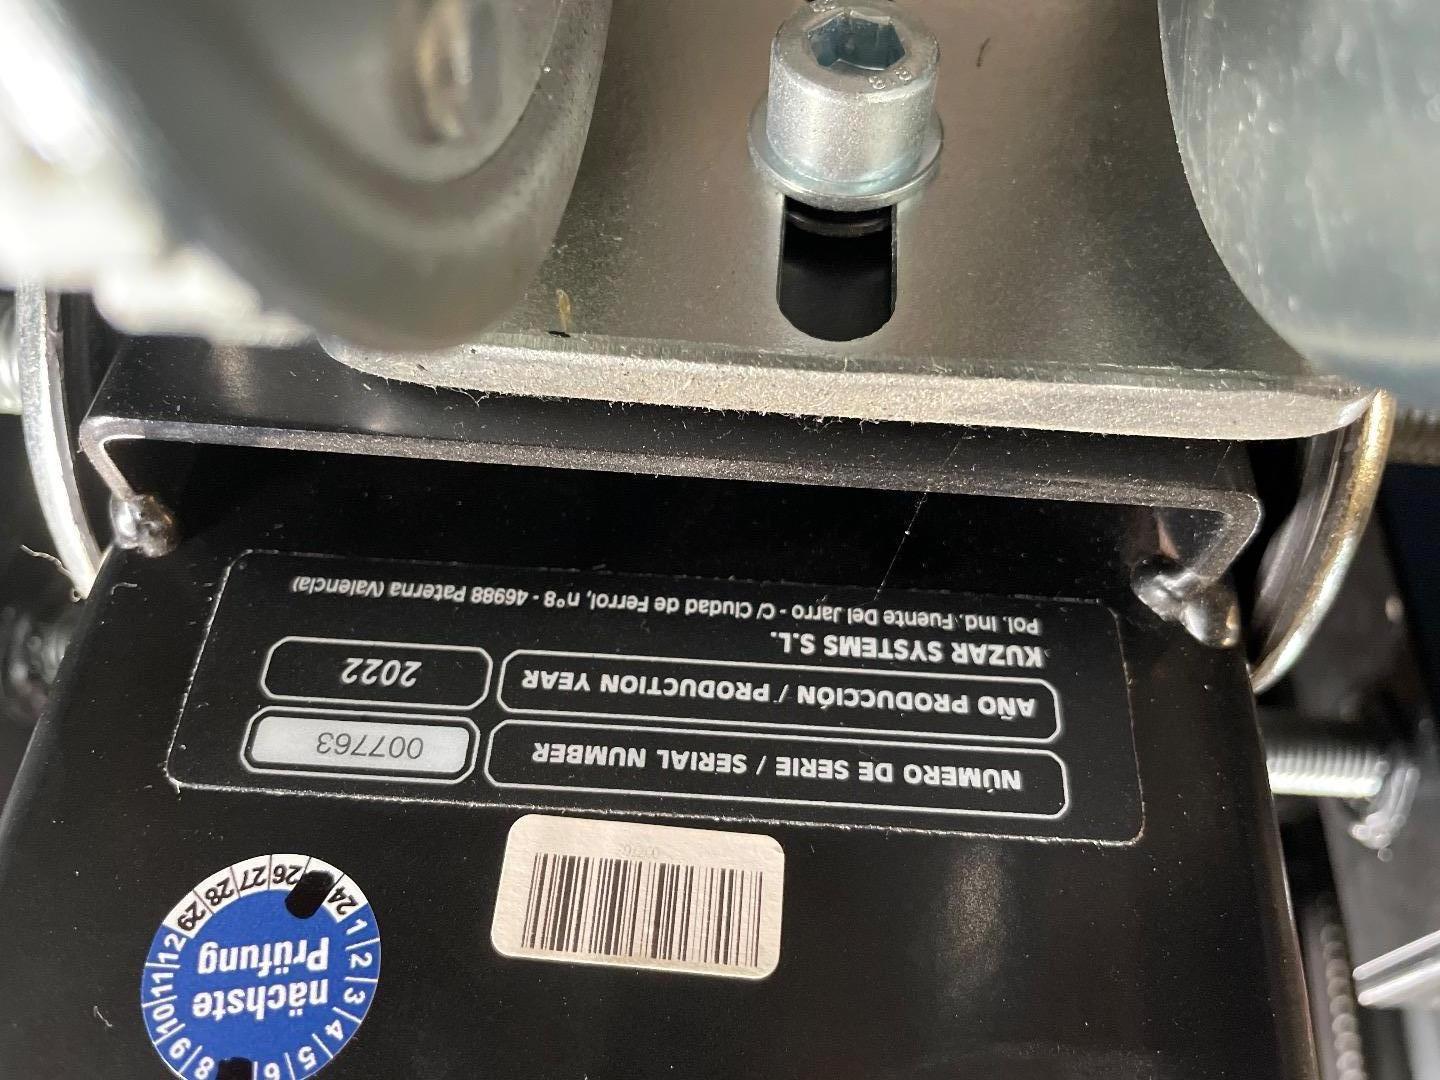 8.8
Pol. Ind. Fuente Del Jarro - C/ Ciudad de Ferrol, nº8 - 46988 Paterna (Valencia)
KUZAR SYSTEMS S.L.
AÑO PRODUCCIÓN / PRODUCTION YEAR 2022
NÚMERO DE SERIE / SERIAL NUMBER 007763
24 26 27 28 29
nächste
Prüfung
1 2 3 4 5 6 8 9 10 11 12